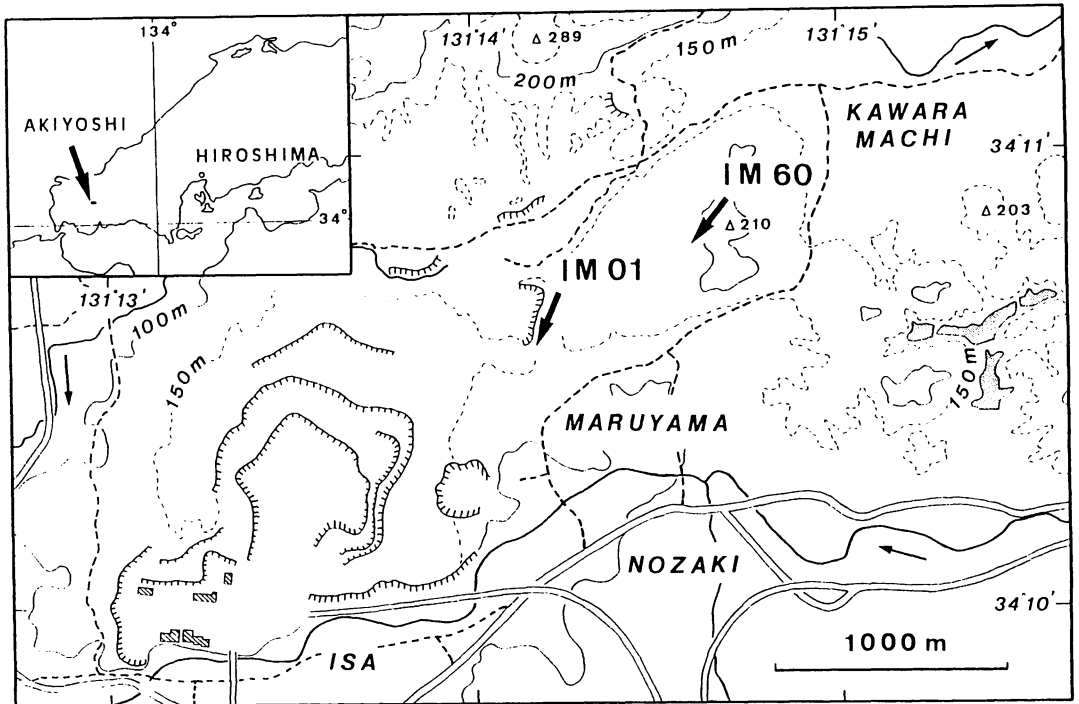 134°
AKIYOSHI
HIROSHIMA
34°
131°14'
△ 289
150m
131°15'
200m
KAWARA
MACHI
34°11'
IM 60
△ 210
△ 203
IM 01
131°13'
100m
150m
150m
MARUYAMA
NOZAKI
34°10'
1000 m
ISA